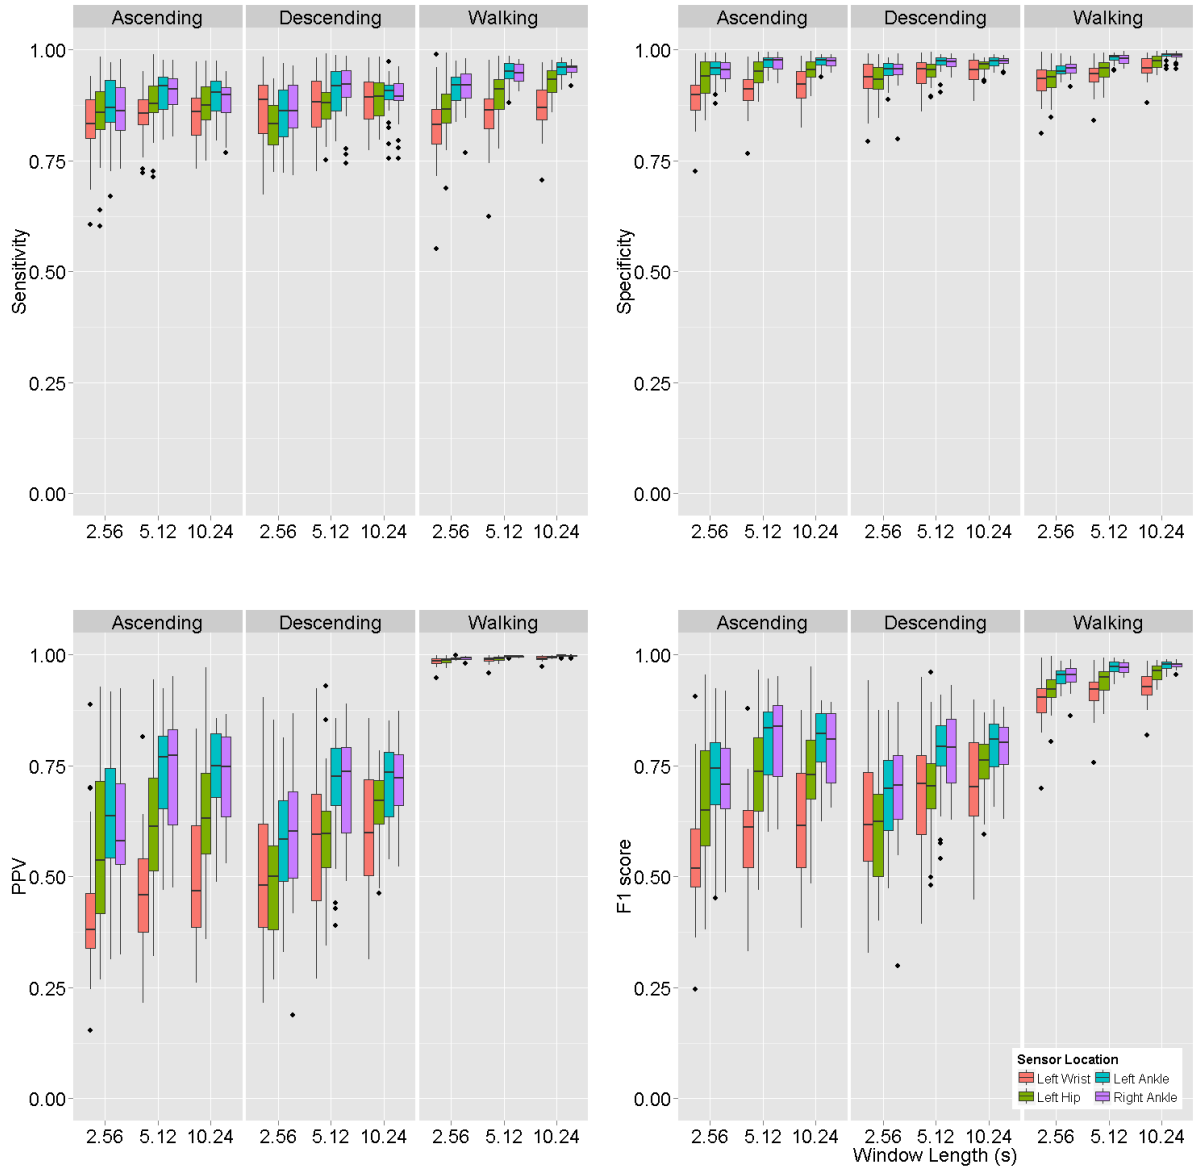 Ascending Descending Walking
1.00
0.75
0.50
0.25
0.00
Sensitivity
2.56 5.12 10.24 2.56 5.12 10.24 2.56 5.12 10.24
Ascending Descending Walking
1.00
0.75
0.50
0.25
0.00
Specificity
2.56 5.12 10.24 2.56 5.12 10.24 2.56 5.12 10.24
Ascending Descending Walking
1.00
0.75
0.50
0.25
0.00
PPV
2.56 5.12 10.24 2.56 5.12 10.24 2.56 5.12 10.24
Ascending Descending Walking
1.00
0.75
0.50
0.25
0.00
F1 score
Sensor Location
Left Wrist Left Ankle
Left Hip Right Ankle
2.56 5.12 10.24 2.56 5.12 10.24 2.56 5.12 10.24
Window Length (s)